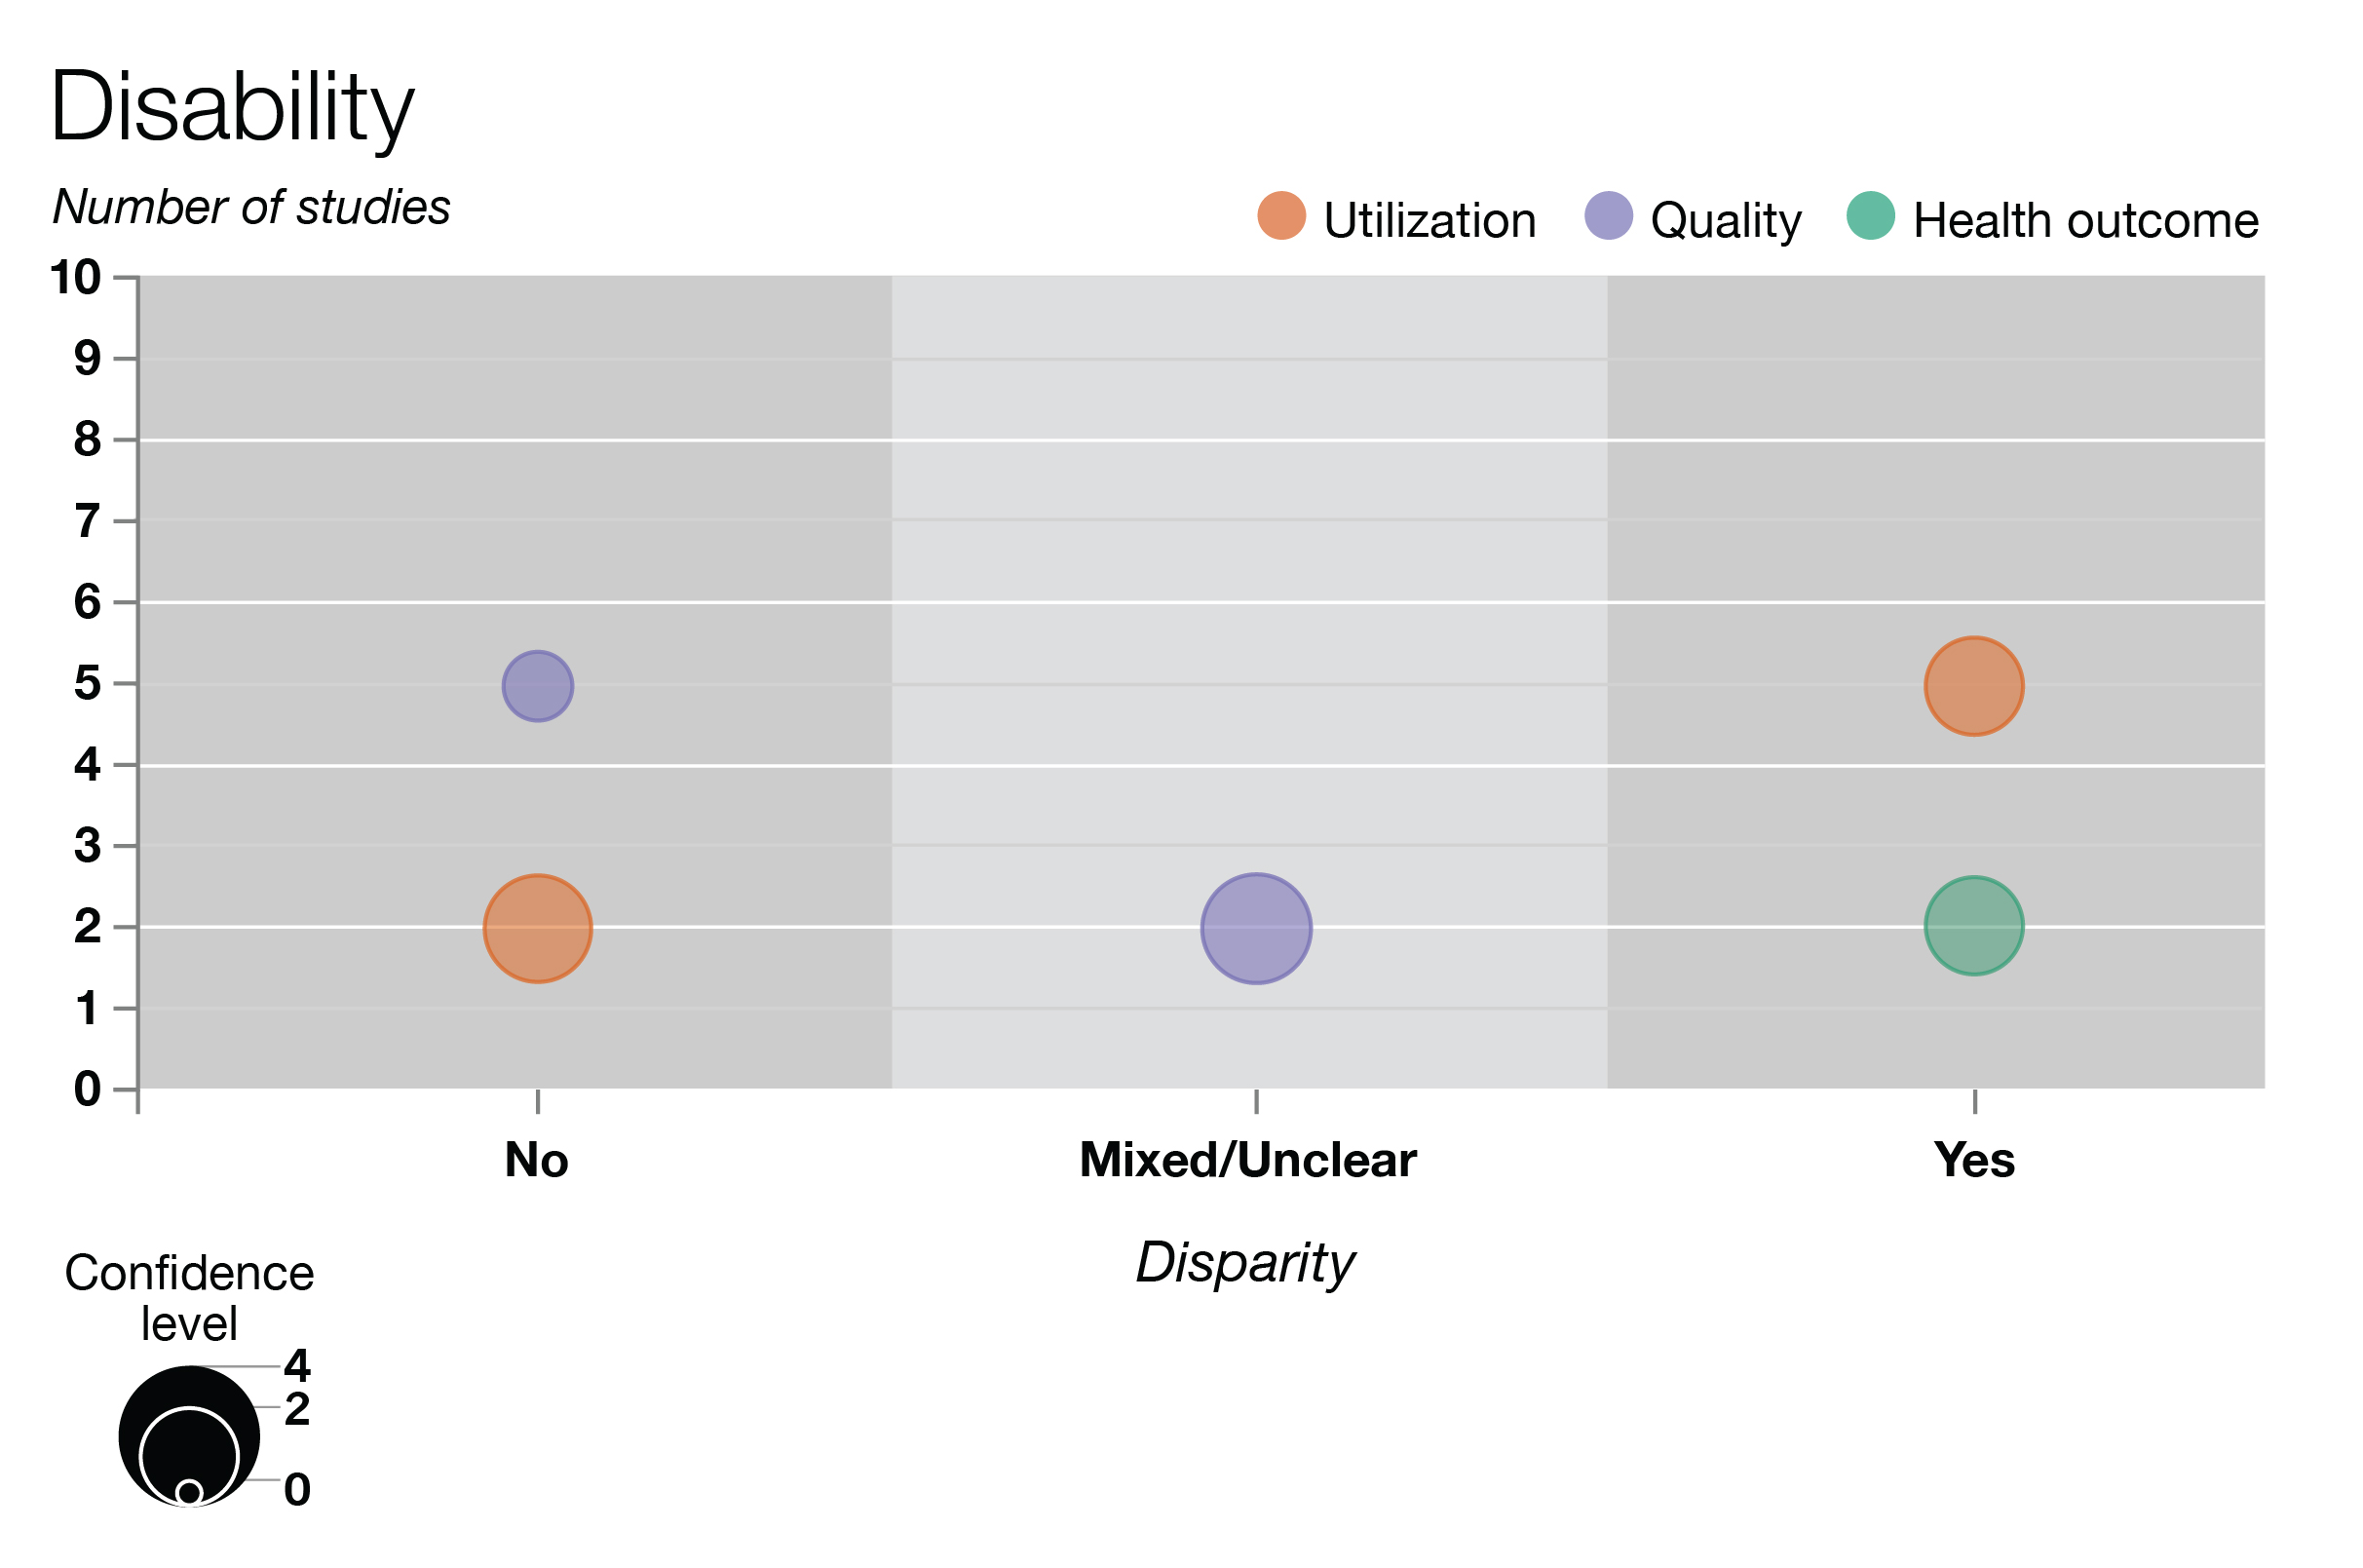 Disability
Number of studies
Utilization Quality Health outcome
10
9
8
7
6
5
4
3
2
1
0
No Mixed/Unclear Yes
Disparity
Confidence
level
4
2
0